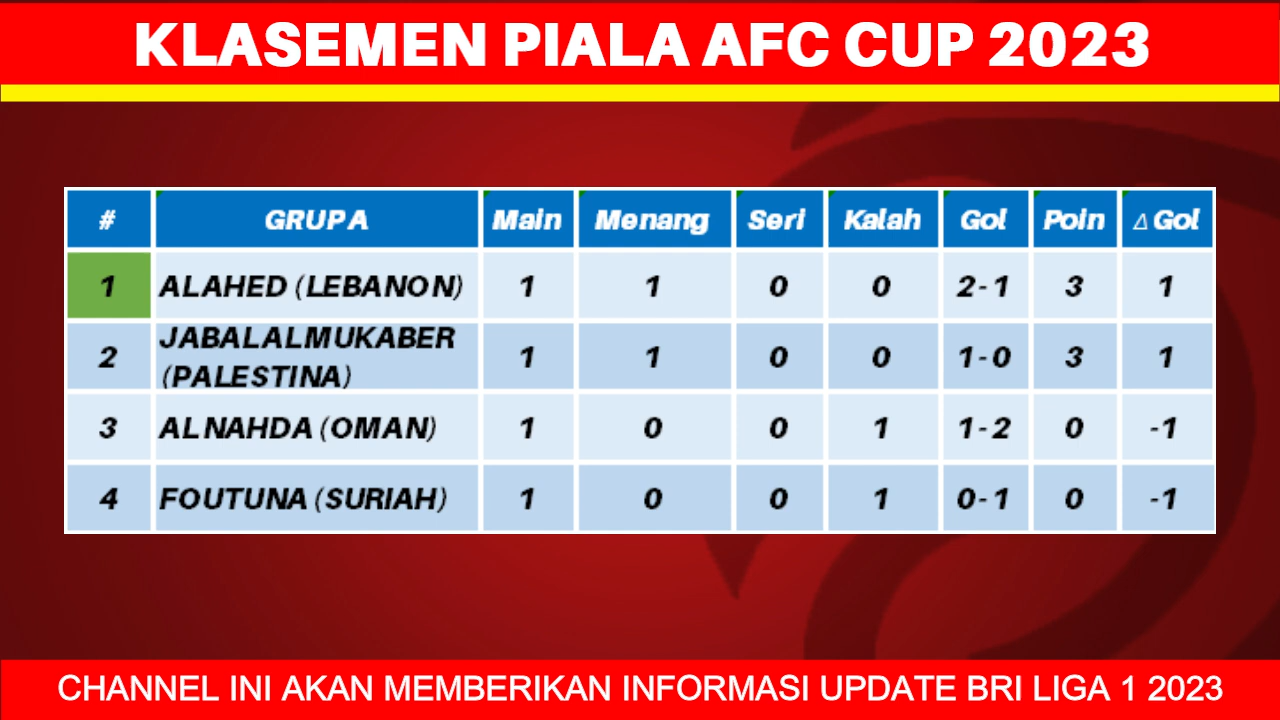 KLASEMEN PIALA AFC CUP 2023
# GRUP A Main Menang Seri Kalah Gol Poin Δ Gol
1 ALAHED (LEBANON) 1 1 0 0 2-1 3 1
2 JABALALMUKABER (PALESTINA) 1 1 0 0 1-0 3 1
3 ALNAHDA (OMAN) 1 0 0 1 1-2 0 -1
4 FOUTUNA (SURIAH) 1 0 0 1 0-1 0 -1
CHANNEL INI AKAN MEMBERIKAN INFORMASI UPDATE BRI LIGA 1 2023